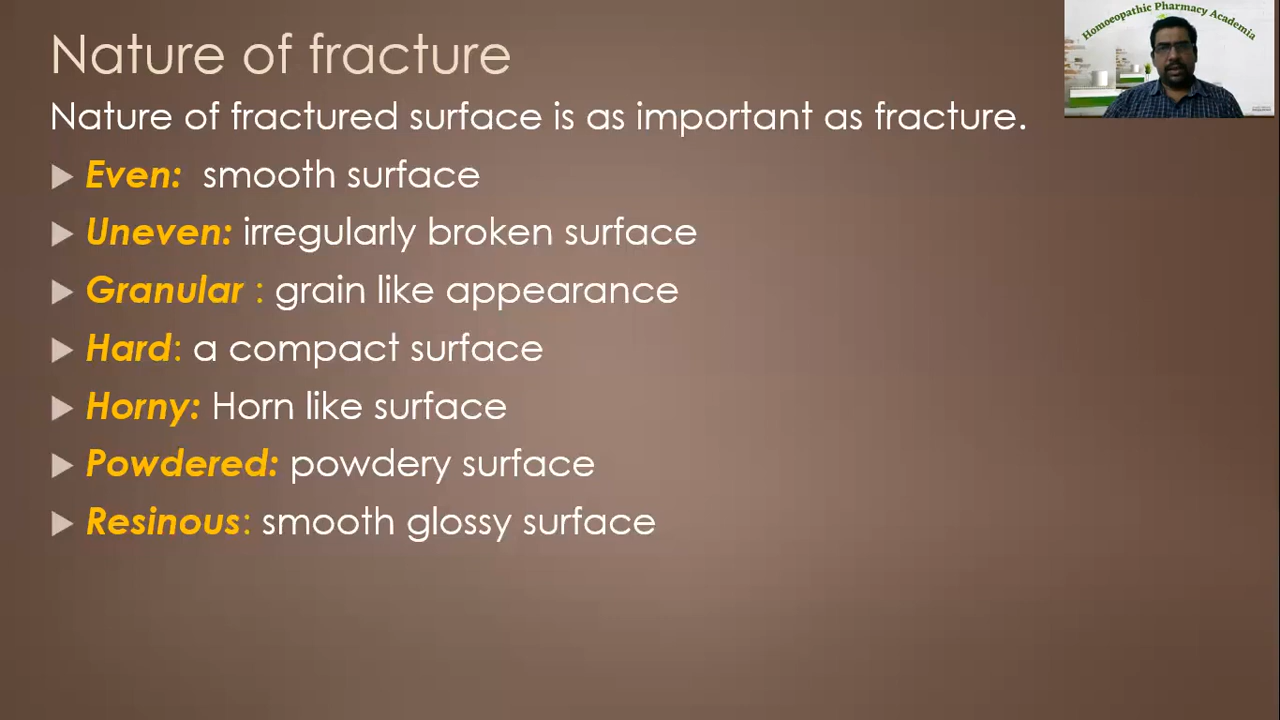 Nature of fracture
Homoeopathic Pharmacy Academia
Nature of fractured surface is as important as fracture.
Even: smooth surface
Uneven: irregularly broken surface
Granular : grain like appearance
Hard: a compact surface
Horny: Horn like surface
Powdered: powdery surface
Resinous: smooth glossy surface